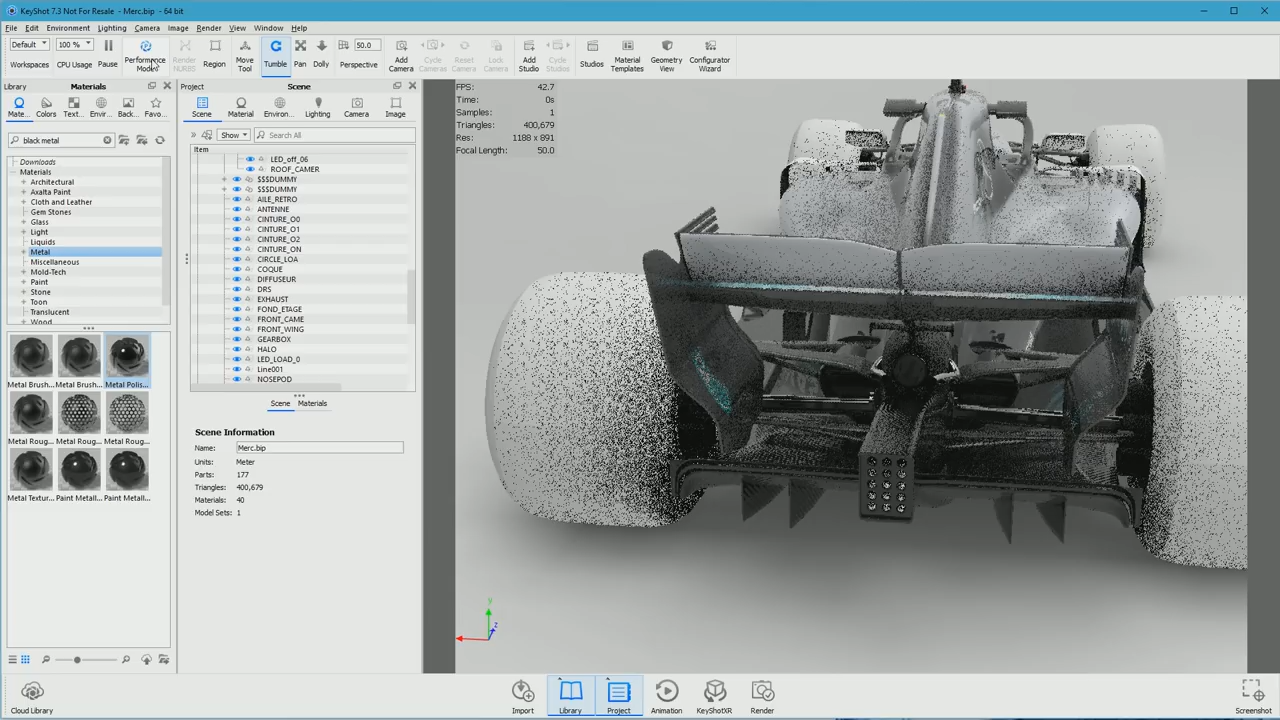 KeyShot 7.3 Not For Resale - Merc.bip - 64 bit
File Edit Environment Lighting Camera Image Render View Window Help
Default 100 % 50.0
Workspaces CPU Usage Pause Performance Mode Render NURBS Region Move Tool Tumble Pan Dolly Perspective Add Camera Cycle Cameras Reset Camera Lock Camera Add Studio Cycle Studios Studios Material Templates Geometry View Configurator Wizard
Library Materials
Mate... Colors Text... Envi... Back... Favo...
black metal
Downloads
Materials
Architectural
Axalta Paint
Cloth and Leather
Gem Stones
Glass
Light
Liquids
Metal
Miscellaneous
Mold-Tech
Paint
Stone
Toon
Translucent
Wood
Metal Brush... Metal Brush... Metal Polis...
Metal Roug... Metal Roug... Metal Roug...
Metal Textur... Paint Metall... Paint Metall...
Project Scene
Scene Material Environ... Lighting Camera Image
Show Search All
Item
LED_off_06
ROOF_CAMER
$$$DUMMY
$$$DUMMY
AILE_RETRO
ANTENNE
CINTURE_O0
CINTURE_O1
CINTURE_O2
CINTURE_ON
CIRCLE_LOA
COQUE
DIFFUSEUR
DRS
EXHAUST
FOND_ETAGE
FRONT_CAME
FRONT_WING
GEARBOX
HALO
LED_LOAD_0
Line001
NOSEPOD
Scene Materials
Scene Information
Name: Merc.bip
Units: Meter
Parts: 177
Triangles: 400,679
Materials: 40
Model Sets: 1
FPS: 42.7
Time: 0s
Samples: 1
Triangles: 400,679
Res: 1188 x 891
Focal Length: 50.0
y
z
Cloud Library Import Library Project Animation KeyShotXR Render Screenshot